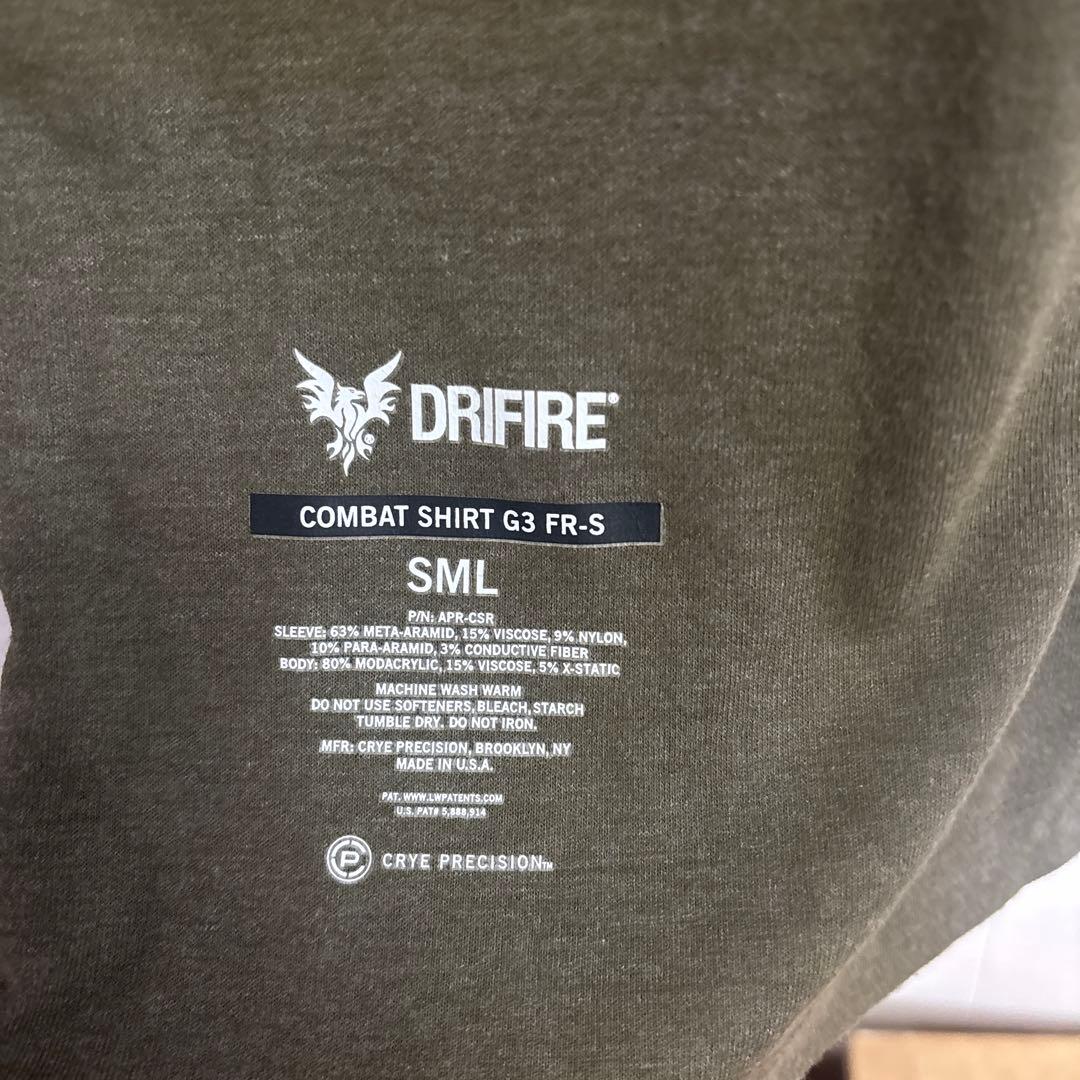 DRIFIRE®
COMBAT SHIRT G3 FR-S
SML
P/N: APR-CSR
SLEEVE: 63% META-ARAMID, 15% VISCOSE, 9% NYLON,
10% PARA-ARAMID, 3% CONDUCTIVE FIBER
BODY: 80% MODACRYLIC, 15% VISCOSE, 5% X-STATIC
MACHINE WASH WARM
DO NOT USE SOFTENERS, BLEACH, STARCH
TUMBLE DRY. DO NOT IRON.
MFR: CRYE PRECISION, BROOKLYN, NY
MADE IN U.S.A.
PAT. WWW.LWPATENTS.COM
U.S. PAT# 5,888,914
CRYE PRECISION™